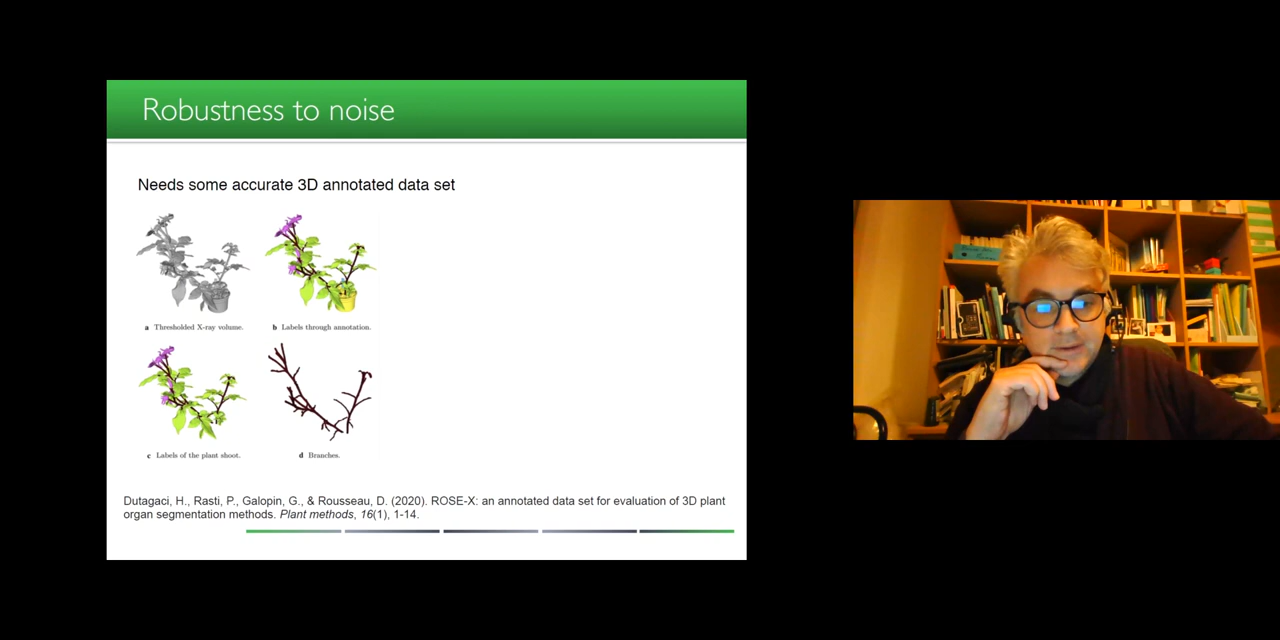 Robustness to noise
Needs some accurate 3D annotated data set
a Thresholded X-ray volume.
b Labels through annotation.
c Labels of the plant shoot.
d Branches.
Dutagaci, H., Rasti, P., Galopin, G., & Rousseau, D. (2020). ROSE-X: an annotated data set for evaluation of 3D plant
organ segmentation methods. Plant methods, 16(1), 1-14.